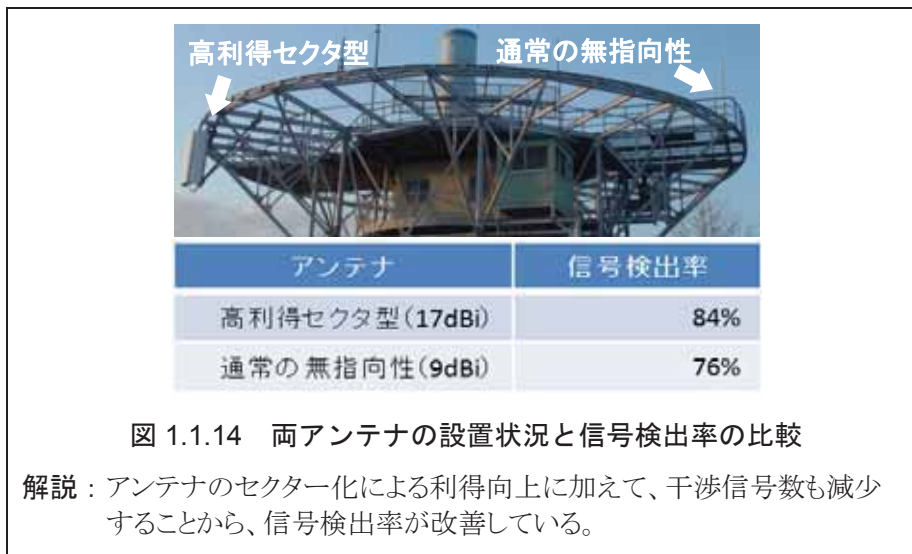 高利得セクタ型
通常の無指向性
アンテナ 信号検出率
高利得セクタ型(17dBi) 84%
通常の無指向性(9dBi) 76%
図 1.1.14 両アンテナの設置状況と信号検出率の比較
解説：アンテナのセクター化による利得向上に加えて、干渉信号数も減少
することから、信号検出率が改善している。